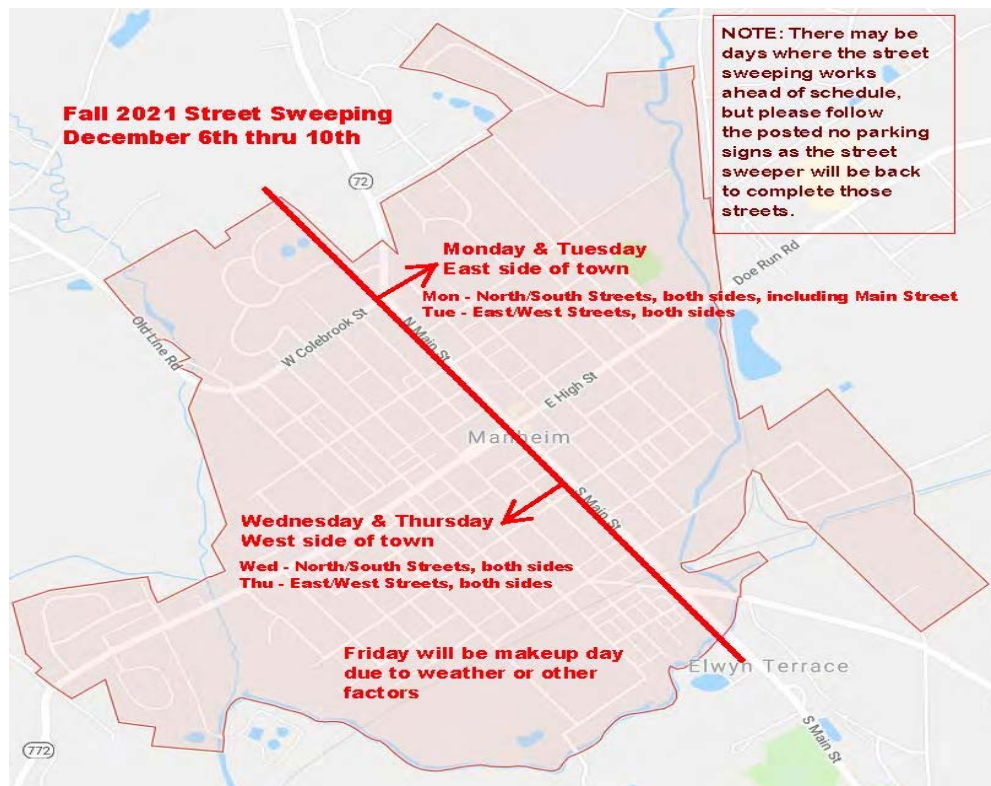 Fall 2021 Street Sweeping
December 6th thru 10th
NOTE: There may be
days where the street
sweeping works
ahead of schedule,
but please follow
the posted no parking
signs as the street
sweeper will be back
to complete those
streets.
72
Monday & Tuesday
East side of town
Mon - North/South Streets, both sides, including Main Street
Tue - East/West Streets, both sides
Doe Run Rd
Old Line Rd
W Colebrook St
N Main St
E High St
Manheim
S Main St
Wednesday & Thursday
West side of town
Wed - North/South Streets, both sides
Thu - East/West Streets, both sides
Friday will be makeup day
due to weather or other
factors
Elwyn Terrace
S Main St
772